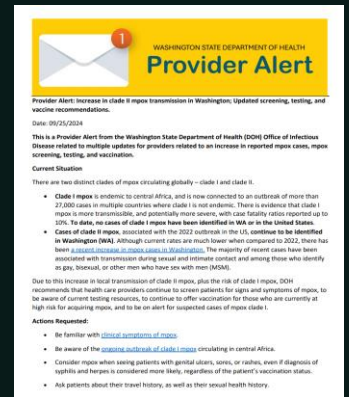 1
WASHINGTON STATE DEPARTMENT OF HEALTH
Provider Alert
Provider Alert: Increase in clade II mpox transmission in Washington; Updated screening, testing, and
vaccine recommendations.
Date: 09/25/2024
This is a Provider Alert from the Washington State Department of Health (DOH) Office of Infectious
Disease related to multiple updates for providers related to an increase in reported mpox cases, mpox
screening, testing, and vaccination.
Current Situation
There are two distinct clades of mpox circulating globally – clade I and clade II.
• Clade I mpox is endemic to central Africa, and is now connected to an outbreak of more than
27,000 cases in multiple countries where clade I is not endemic. There is evidence that clade I
mpox is more transmissible, and potentially more severe, with case fatality ratios reported up to
10%. To date, no cases of clade I mpox have been identified in WA or in the United States.
• Cases of clade II mpox, associated with the 2022 outbreak in the US, continue to be identified
in Washington (WA). Although current rates are much lower when compared to 2022, there has
been a recent increase in mpox cases in Washington. The majority of recent cases have been
associated with transmission during sexual and intimate contact and among those who identify
as gay, bisexual, or other men who have sex with men (MSM).
Due to this increase in local transmission of clade II mpox, plus the risk of clade I mpox, DOH
recommends that health care providers continue to screen patients for signs and symptoms of mpox, to
be aware of current testing resources, to continue to offer vaccination for those who are currently at
high risk for acquiring mpox, and to be on alert for suspected cases of mpox clade I.
Actions Requested:
• Be familiar with clinical symptoms of mpox.
• Be aware of the ongoing outbreak of clade I mpox circulating in central Africa.
• Consider mpox when seeing patients with genital ulcers, sores, or rashes, even if diagnosis of
syphilis and herpes is considered more likely, regardless of the patient's vaccination status.
• Ask patients about their travel history, as well as their sexual health history.